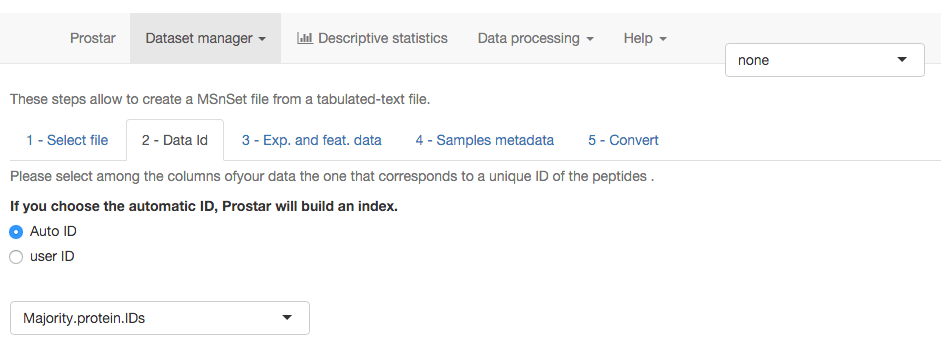 Prostar Dataset manager Descriptive statistics Data processing Help
none
These steps allow to create a MSnSet file from a tabulated-text file.
1 - Select file 2 - Data Id 3 - Exp. and feat. data 4 - Samples metadata 5 - Convert
Please select among the columns ofyour data the one that corresponds to a unique ID of the peptides .
If you choose the automatic ID, Prostar will build an index.
Auto ID
user ID
Majority.protein.IDs